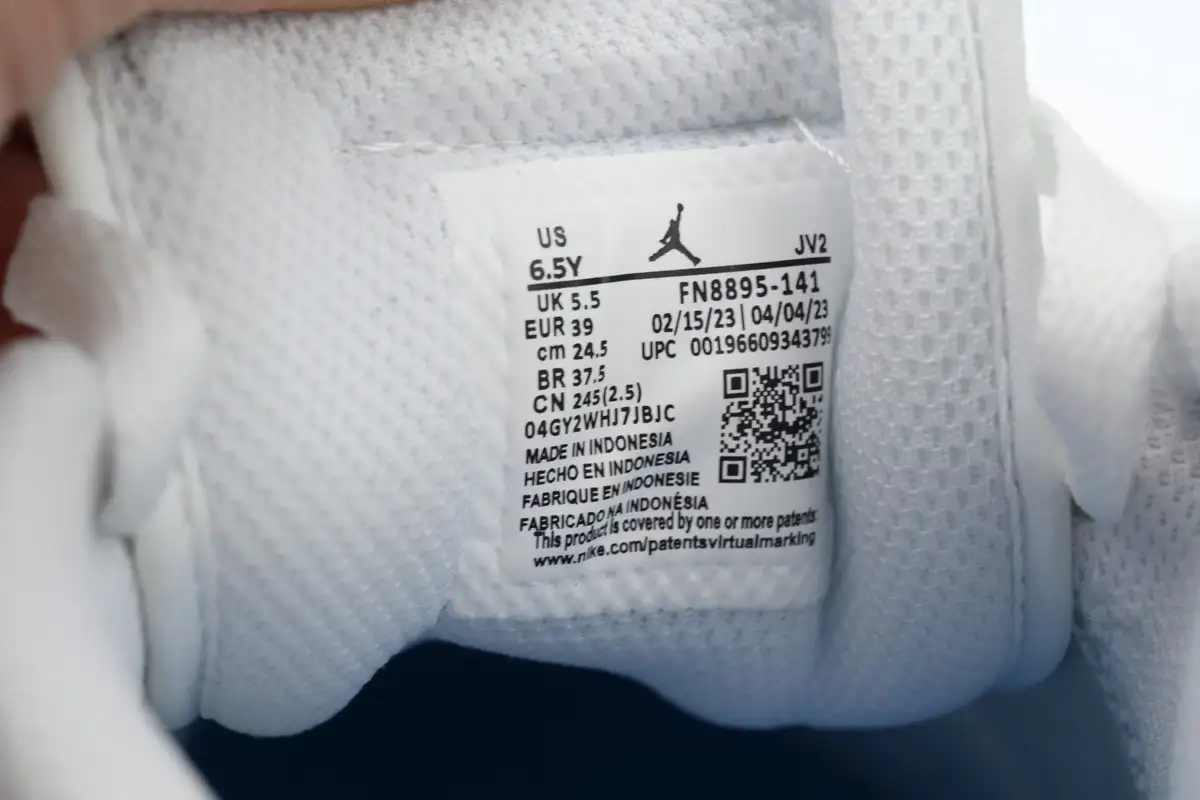 US
6.5Y
JV2
UK 5.5
FN8895-141
EUR 39
02/15/23 | 04/04/23
cm 24.5
UPC 00196609343799
BR 37.5
CN 245(2.5)
04GY2WHJ7JBJC
MADE IN INDONESIA
HECHO EN INDONESIA
FABRIQUE EN INDONESIE
FABRICADO NA INDONÉSIA
This product is covered by one or more patents
www.nike.com/patentsvirtualmarking